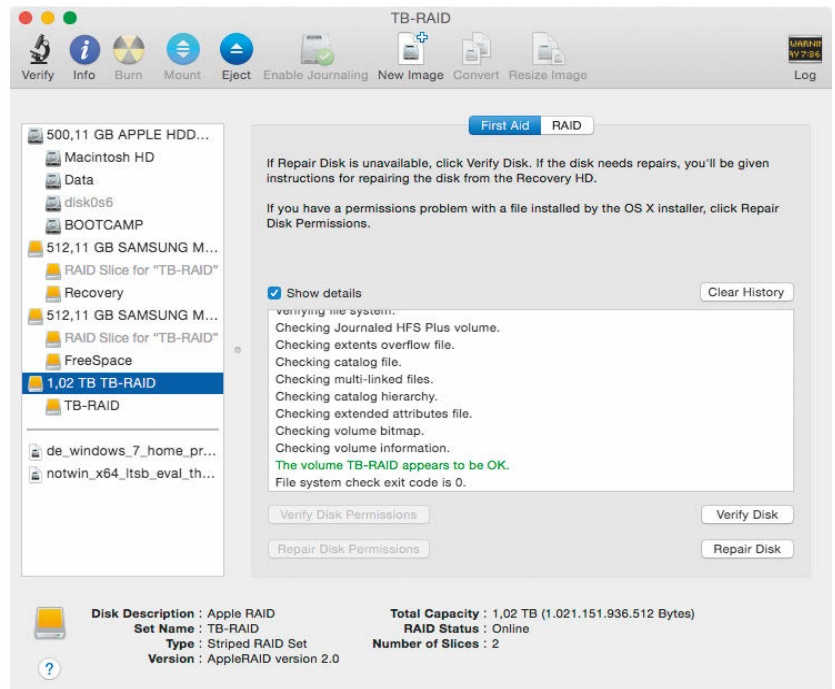 TB-RAID
Verify Info Burn Mount Eject Enable Journaling New Image Convert Resize Image Log
WARNIN
AY 7:36
500,11 GB APPLE HDD...
Macintosh HD
Data
disk0s6
BOOTCAMP
512,11 GB SAMSUNG M...
RAID Slice for "TB-RAID"
Recovery
512,11 GB SAMSUNG M...
RAID Slice for "TB-RAID"
FreeSpace
1,02 TB TB-RAID
TB-RAID
de_windows_7_home_pr...
notwin_x64_ltsb_eval_th...
First Aid RAID
If Repair Disk is unavailable, click Verify Disk. If the disk needs repairs, you'll be given
instructions for repairing the disk from the Recovery HD.
If you have a permissions problem with a file installed by the OS X installer, click Repair
Disk Permissions.
Show details Clear History
Verifying file system.
Checking Journaled HFS Plus volume.
Checking extents overflow file.
Checking catalog file.
Checking multi-linked files.
Checking catalog hierarchy.
Checking extended attributes file.
Checking volume bitmap.
Checking volume information.
The volume TB-RAID appears to be OK.
File system check exit code is 0.
Verify Disk Permissions Verify Disk
Repair Disk Permissions Repair Disk
Disk Description : Apple RAID
Set Name : TB-RAID
Type : Striped RAID Set
Version : AppleRAID version 2.0
Total Capacity : 1,02 TB (1.021.151.936.512 Bytes)
RAID Status : Online
Number of Slices : 2
?